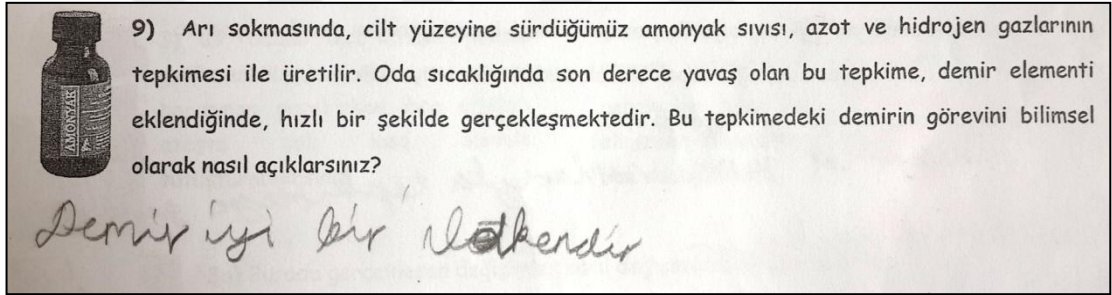 9) Arı sokmasında, cilt yüzeyine sürdüğümüz amonyak sıvısı, azot ve hidrojen gazlarının
tepkimesi ile üretilir. Oda sıcaklığında son derece yavaş olan bu tepkime, demir elementi
eklendiğinde, hızlı bir şekilde gerçekleşmektedir. Bu tepkimedeki demirin görevini bilimsel
olarak nasıl açıklarsınız?
AMONYAK
Demir iyi bir iletkendir